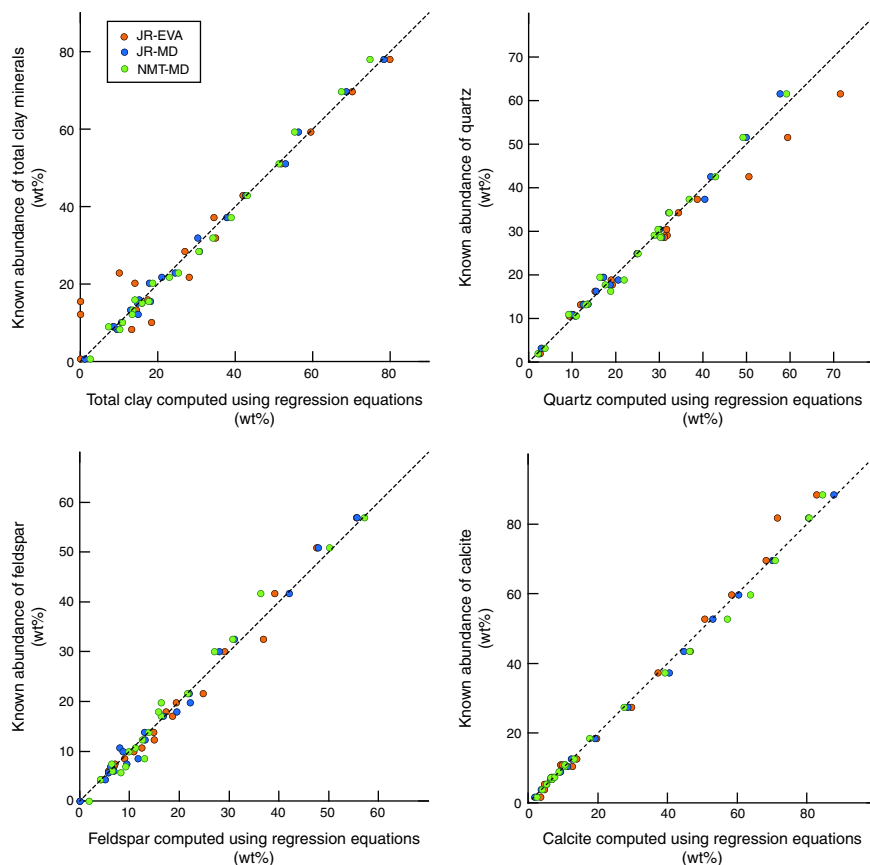 JR-EVA
JR-MD
NMT-MD
Known abundance of total clay minerals
(wt%)
80
60
40
20
0
0 20 40 60 80
Total clay computed using regression equations
(wt%)
Known abundance of quartz
(wt%)
70
60
50
40
30
20
10
0
0 10 20 30 40 50 60 70
Quartz computed using regression equations
(wt%)
Known abundance of feldspar
(wt%)
60
50
40
30
20
10
0
0 10 20 30 40 50 60
Feldspar computed using regression equations
(wt%)
Known abundance of calcite
(wt%)
80
60
40
20
0
0 20 40 60 80
Calcite computed using regression equations
(wt%)